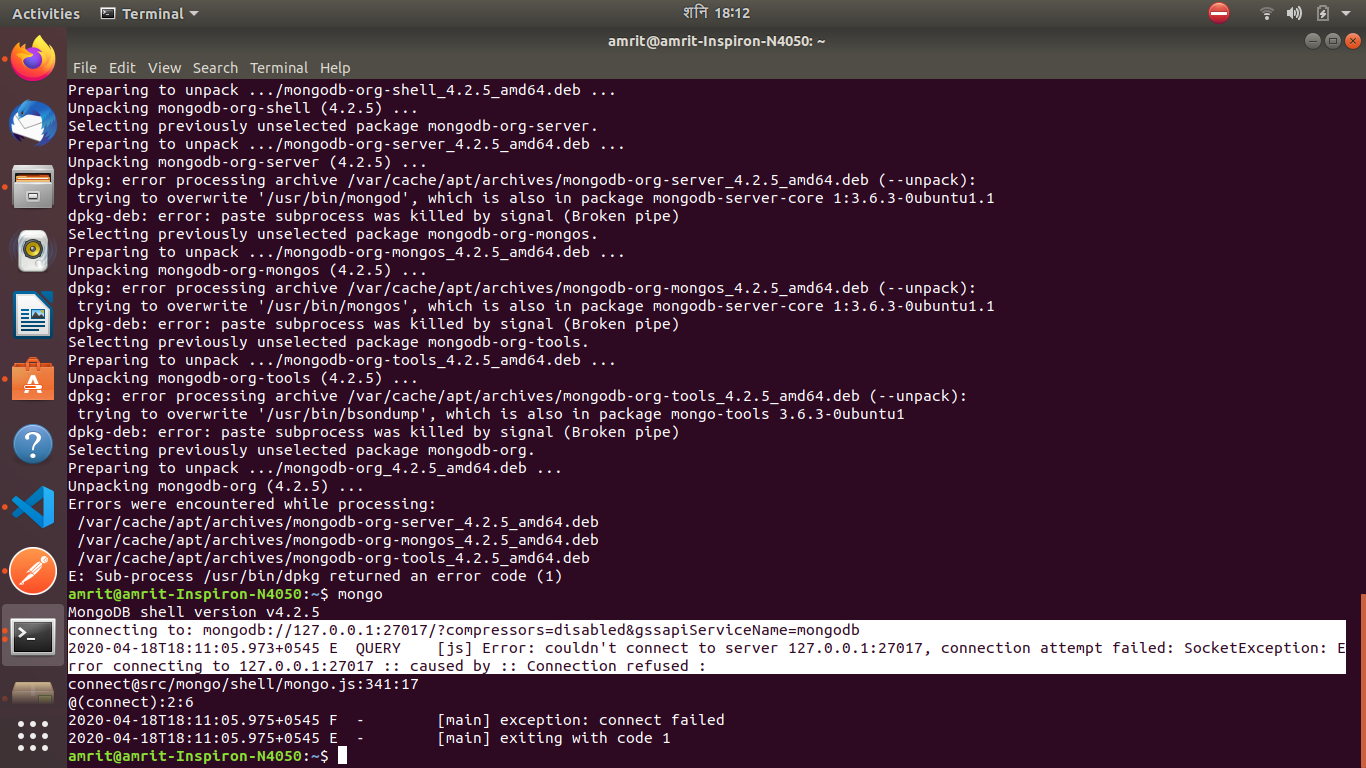 Activities Terminal शनि 18:12
amrit@amrit-Inspiron-N4050: ~
File Edit View Search Terminal Help
Preparing to unpack .../mongodb-org-shell_4.2.5_amd64.deb ...
Unpacking mongodb-org-shell (4.2.5) ...
Selecting previously unselected package mongodb-org-server.
Preparing to unpack .../mongodb-org-server_4.2.5_amd64.deb ...
Unpacking mongodb-org-server (4.2.5) ...
dpkg: error processing archive /var/cache/apt/archives/mongodb-org-server_4.2.5_amd64.deb (--unpack):
 trying to overwrite '/usr/bin/mongod', which is also in package mongodb-server-core 1:3.6.3-0ubuntu1.1
dpkg-deb: error: paste subprocess was killed by signal (Broken pipe)
Selecting previously unselected package mongodb-org-mongos.
Preparing to unpack .../mongodb-org-mongos_4.2.5_amd64.deb ...
Unpacking mongodb-org-mongos (4.2.5) ...
dpkg: error processing archive /var/cache/apt/archives/mongodb-org-mongos_4.2.5_amd64.deb (--unpack):
 trying to overwrite '/usr/bin/mongos', which is also in package mongodb-server-core 1:3.6.3-0ubuntu1.1
dpkg-deb: error: paste subprocess was killed by signal (Broken pipe)
Selecting previously unselected package mongodb-org-tools.
Preparing to unpack .../mongodb-org-tools_4.2.5_amd64.deb ...
Unpacking mongodb-org-tools (4.2.5) ...
dpkg: error processing archive /var/cache/apt/archives/mongodb-org-tools_4.2.5_amd64.deb (--unpack):
 trying to overwrite '/usr/bin/bsondump', which is also in package mongo-tools 3.6.3-0ubuntu1
dpkg-deb: error: paste subprocess was killed by signal (Broken pipe)
Selecting previously unselected package mongodb-org.
Preparing to unpack .../mongodb-org_4.2.5_amd64.deb ...
Unpacking mongodb-org (4.2.5) ...
Errors were encountered while processing:
 /var/cache/apt/archives/mongodb-org-server_4.2.5_amd64.deb
 /var/cache/apt/archives/mongodb-org-mongos_4.2.5_amd64.deb
 /var/cache/apt/archives/mongodb-org-tools_4.2.5_amd64.deb
E: Sub-process /usr/bin/dpkg returned an error code (1)
amrit@amrit-Inspiron-N4050:~$ mongo
MongoDB shell version v4.2.5
connecting to: mongodb://127.0.0.1:27017/?compressors=disabled&gssapiServiceName=mongodb
2020-04-18T18:11:05.973+0545 E  QUERY    [js] Error: couldn't connect to server 127.0.0.1:27017, connection attempt failed: SocketException: E
rror connecting to 127.0.0.1:27017 :: caused by :: Connection refused :
connect@src/mongo/shell/mongo.js:341:17
@(connect):2:6
2020-04-18T18:11:05.975+0545 F  -        [main] exception: connect failed
2020-04-18T18:11:05.975+0545 E  -        [main] exiting with code 1
amrit@amrit-Inspiron-N4050:~$